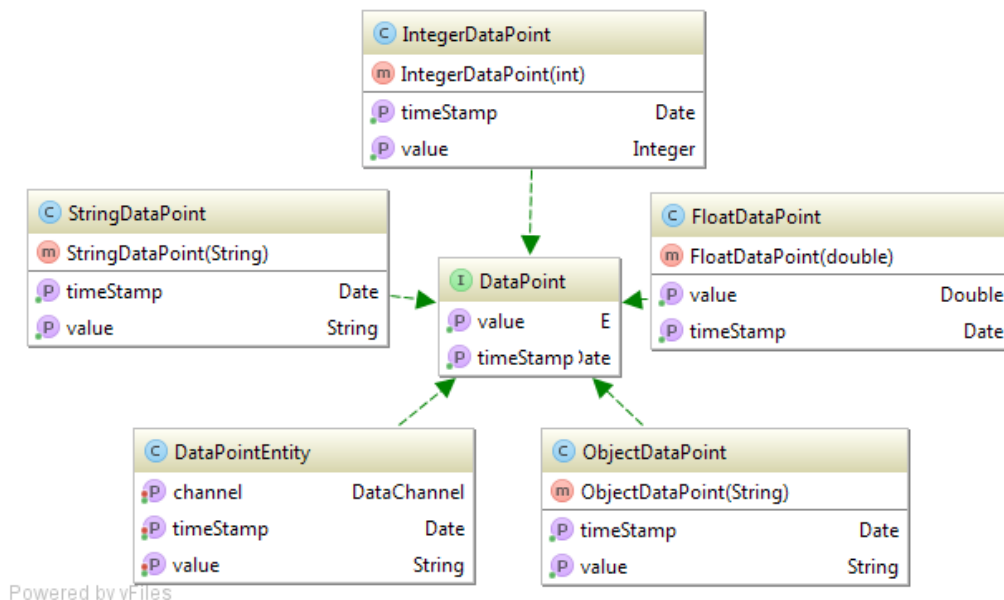 C IntegerDataPoint
m IntegerDataPoint(int)
P timeStamp Date
P value Integer
C StringDataPoint
m StringDataPoint(String)
P timeStamp Date
P value String
C FloatDataPoint
m FloatDataPoint(double)
P value Double
P timeStamp Date
I DataPoint
P value E
P timeStamp Date
C DataPointEntity
P channel DataChannel
P timeStamp Date
P value String
C ObjectDataPoint
m ObjectDataPoint(String)
P timeStamp Date
P value String
Powered by yFiles